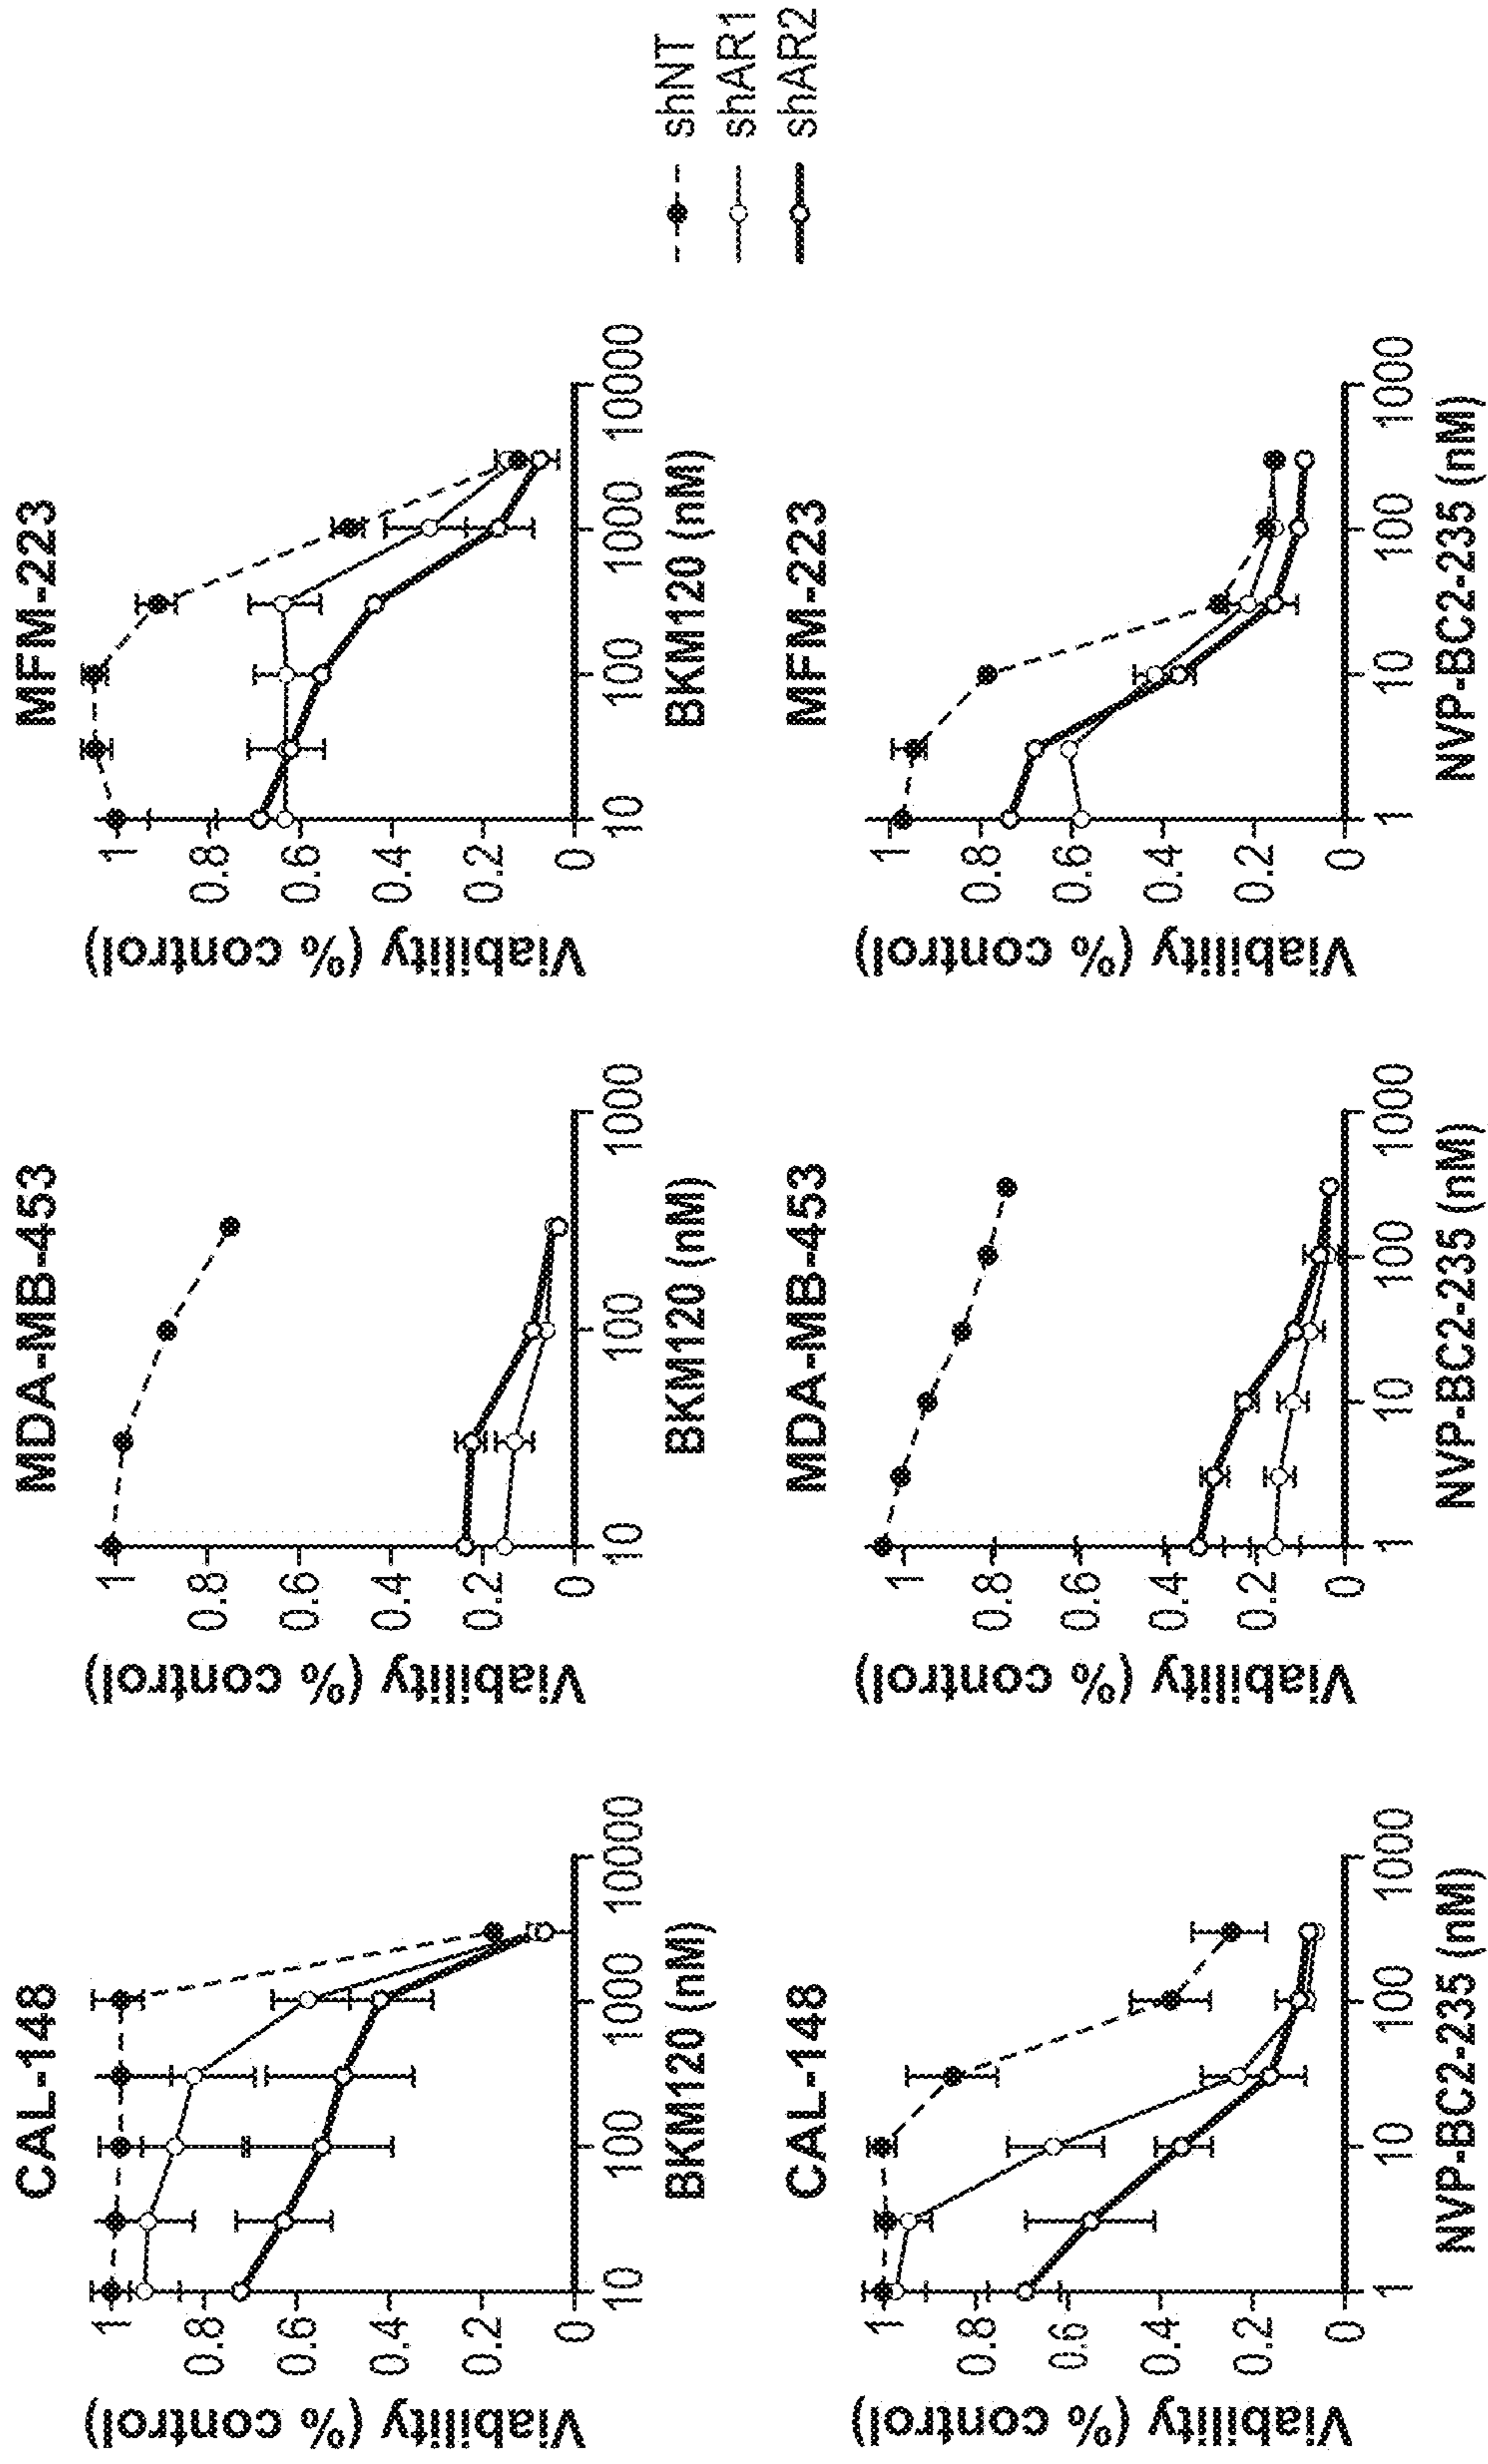 CAL-148
Viability (% control)
1
0.8
0.6
0.4
0.2
0
10
100
1000
10000
BKM120 (nM)
MDA-MB-453
Viability (% control)
1
0.8
0.6
0.4
0.2
0
10
100
1000
BKM120 (nM)
MFM-223
Viability (% control)
1
0.8
0.6
0.4
0.2
0
10
100
1000
10000
BKM120 (nM)
shNT
shAR1
shAR2
CAL-148
Viability (% control)
1
0.8
0.6
0.4
0.2
0
1
10
100
1000
NVP-BC2-235 (nM)
MDA-MB-453
Viability (% control)
1
0.8
0.6
0.4
0.2
0
1
10
100
1000
NVP-BC2-235 (nM)
MFM-223
Viability (% control)
1
0.8
0.6
0.4
0.2
0
1
10
100
1000
NVP-BC2-235 (nM)